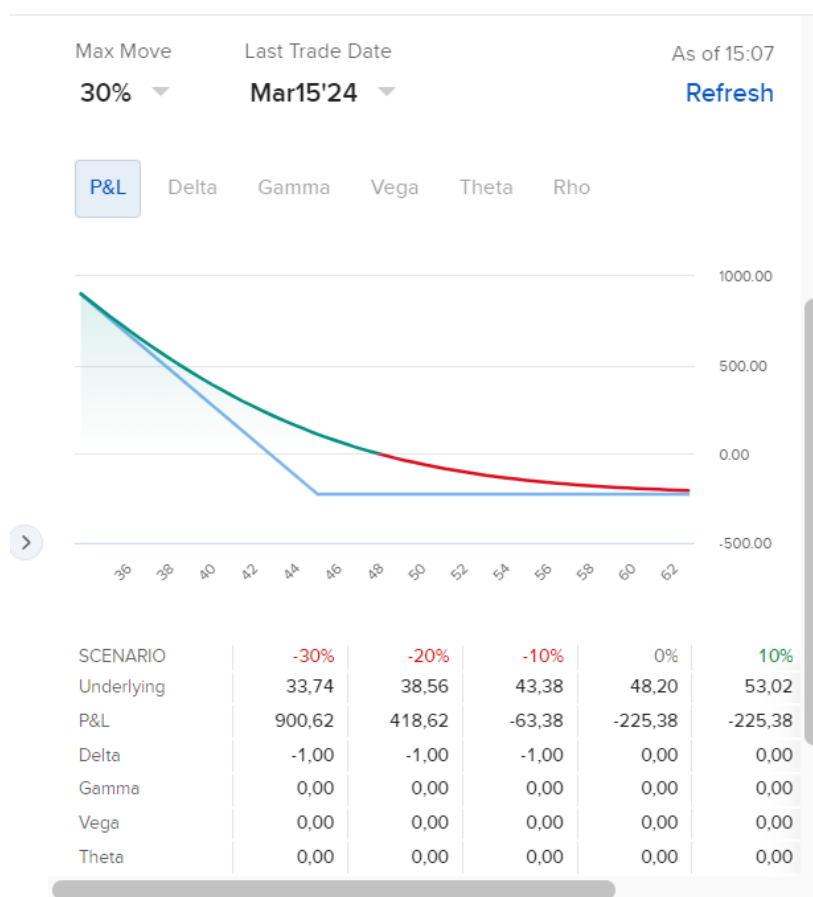 Max Move Last Trade Date As of 15:07
30% Mar15'24 Refresh
P&L Delta Gamma Vega Theta Rho
1000.00
500.00
0.00
-500.00
36 38 40 42 44 46 48 50 52 54 56 58 60 62
SCENARIO -30% -20% -10% 0% 10%
Underlying 33,74 38,56 43,38 48,20 53,02
P&L 900,62 418,62 -63,38 -225,38 -225,38
Delta -1,00 -1,00 -1,00 0,00 0,00
Gamma 0,00 0,00 0,00 0,00 0,00
Vega 0,00 0,00 0,00 0,00 0,00
Theta 0,00 0,00 0,00 0,00 0,00